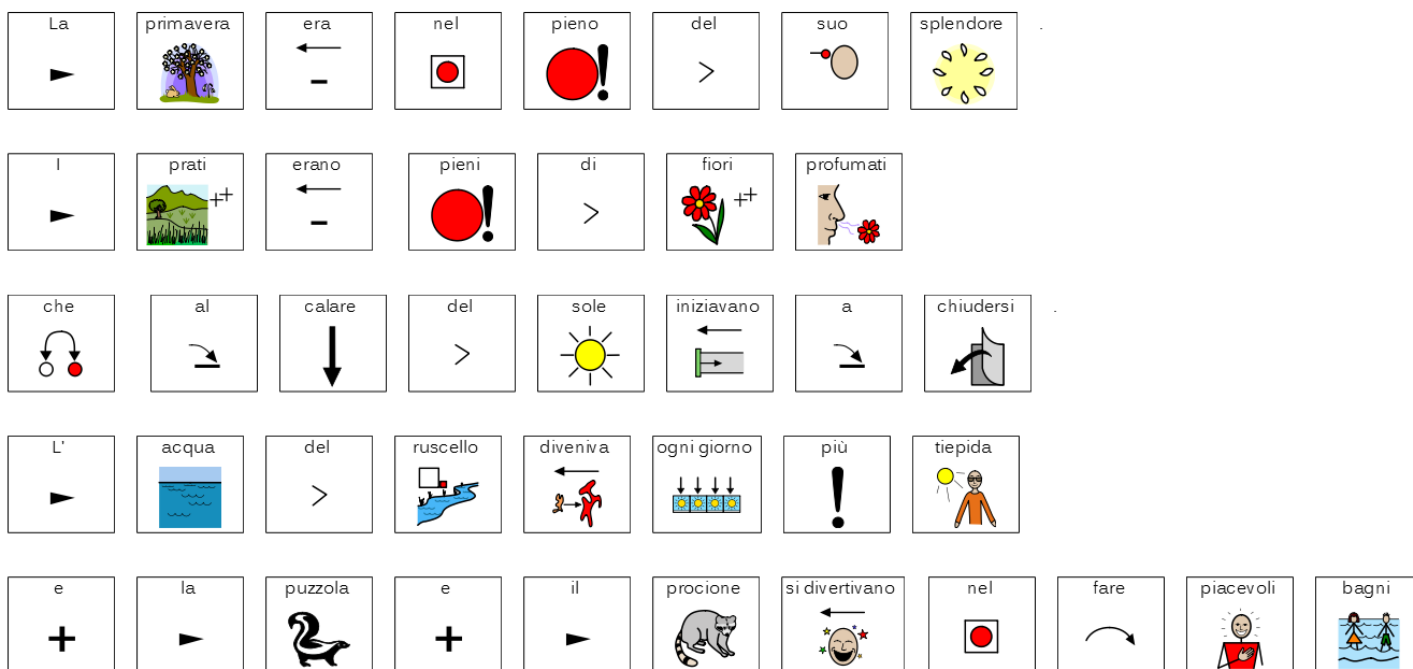 La primavera era nel pieno del suo splendore .
I prati erano pieni di fiori profumati
che al calare del sole iniziavano a chiudersi .
L' acqua del ruscello diveniva ogni giorno più tiepida
e la puzzola e il procione si divertivano nel fare piacevoli bagni